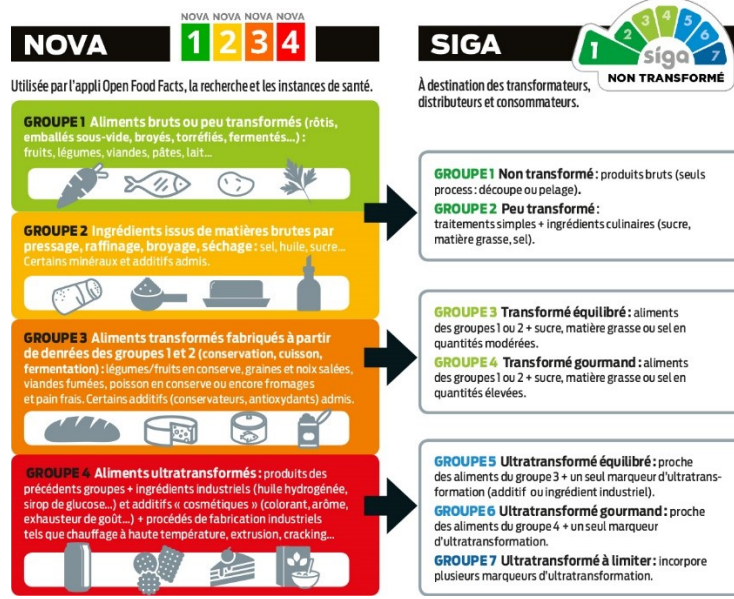 NOVA
NOVA NOVA NOVA NOVA
1 2 3 4
Utilisée par l'appli Open Food Facts, la recherche et les instances de santé.
GROUPE 1 Aliments bruts ou peu transformés (rôtis,
emballés sous-vide, broyés, torréfiés, fermentés...) :
fruits, légumes, viandes, pâtes, lait...
GROUPE 2 Ingrédients issus de matières brutes par
pressage, raffinage, broyage, séchage : sel, huile, sucre...
Certains minéraux et additifs admis.
GROUPE 3 Aliments transformés fabriqués à partir
de denrées des groupes 1 et 2 (conservation, cuisson,
fermentation) : légumes/fruits en conserve, graines et noix salées,
viandes fumées, poisson en conserve ou encore fromages
et pain frais. Certains additifs (conservateurs, antioxydants) admis.
GROUPE 4 Aliments ultratransformés : produits des
précédents groupes + ingrédients industriels (huile hydrogénée,
sirop de glucose...) et additifs « cosmétiques » (colorant, arôme,
exhausteur de goût...) + procédés de fabrication industriels
tels que chauffage à haute température, extrusion, cracking...
SIGA
1 2 3 4 5 6 7
siga
NON TRANSFORMÉ
À destination des transformateurs,
distributeurs et consommateurs.
GROUPE 1 Non transformé : produits bruts (seuls
process : découpe ou pelage).
GROUPE 2 Peu transformé :
traitements simples + ingrédients culinaires (sucre,
matière grasse, sel).
GROUPE 3 Transformé équilibré : aliments
des groupes 1 ou 2 + sucre, matière grasse ou sel en
quantités modérées.
GROUPE 4 Transformé gourmand : aliments
des groupes 1 ou 2 + sucre, matière grasse ou sel en
quantités élevées.
GROUPE 5 Ultratransformé équilibré : proche
des aliments du groupe 3 + un seul marqueur d'ultratrans-
formation (additif ou ingrédient industriel).
GROUPE 6 Ultratransformé gourmand : proche
des aliments du groupe 4 + un seul marqueur
d'ultratransformation.
GROUPE 7 Ultratransformé à limiter : incorpore
plusieurs marqueurs d'ultratransformation.